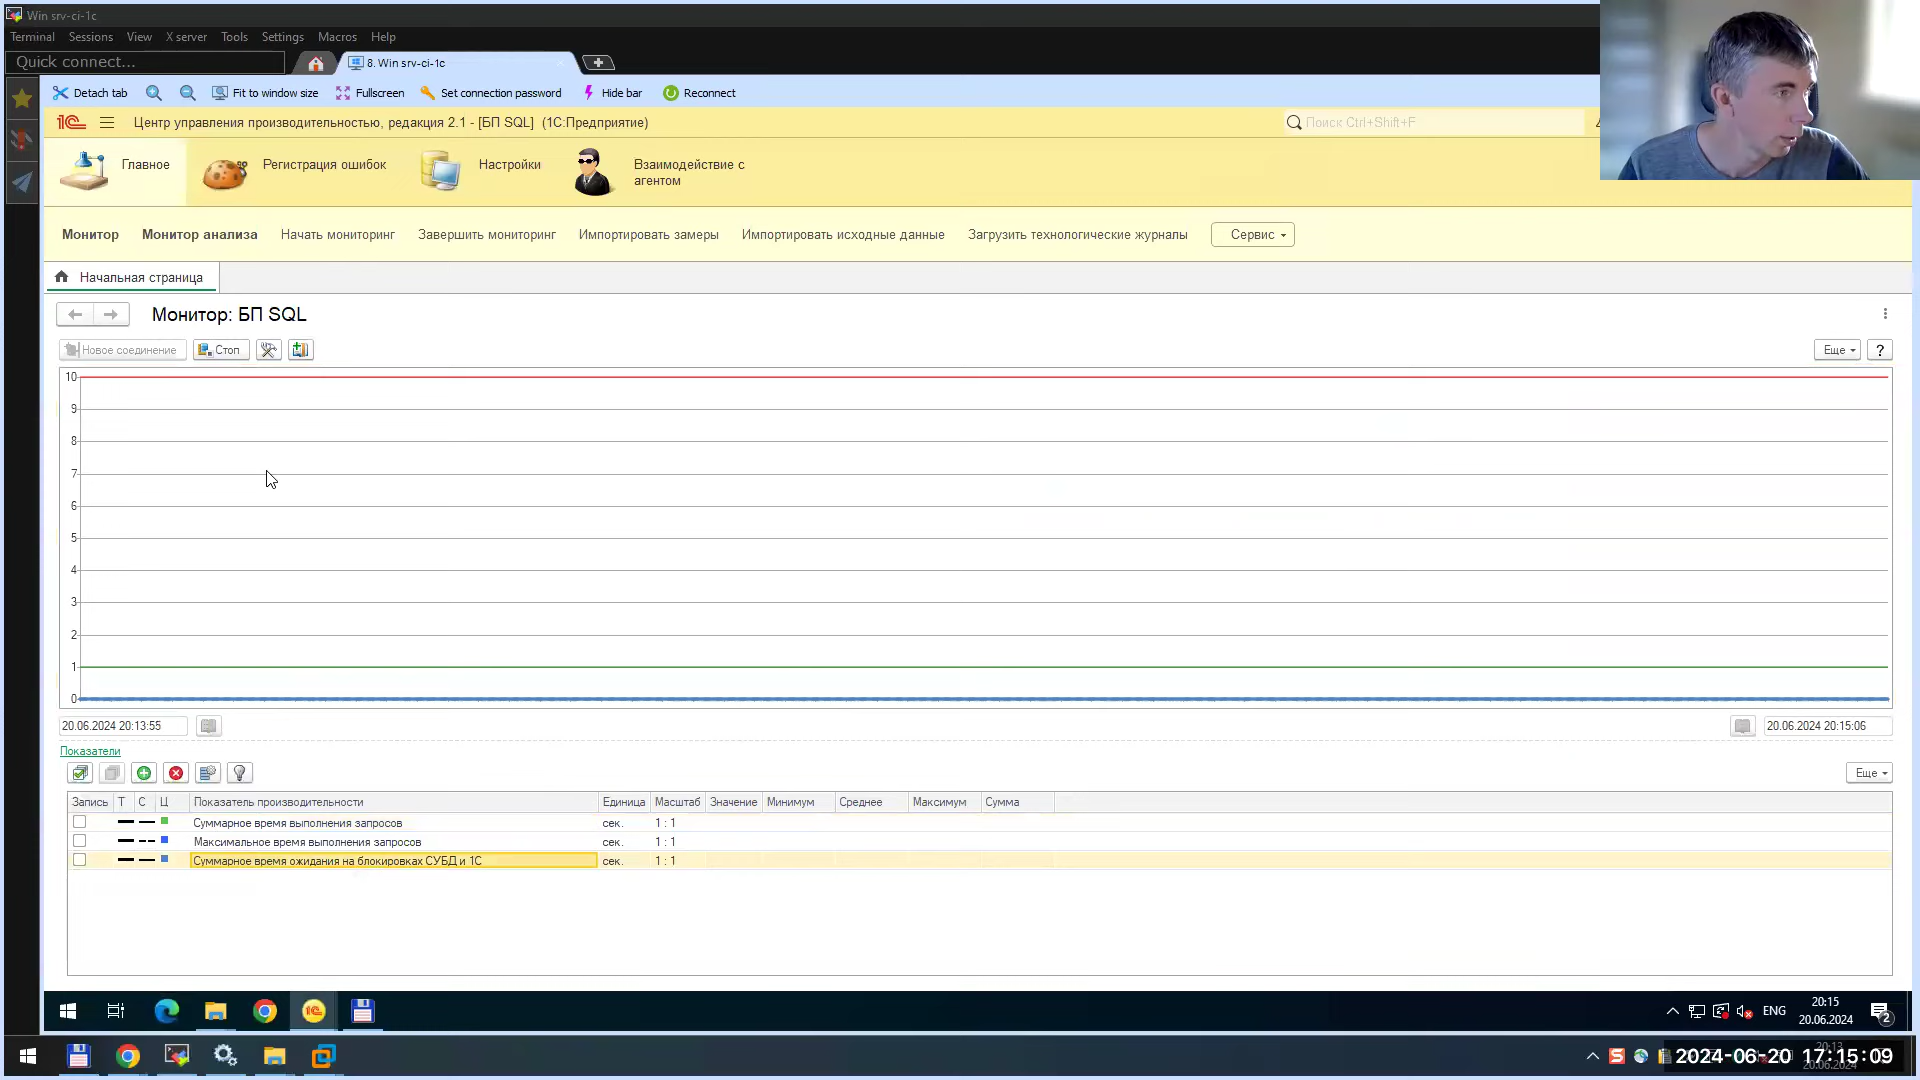 Win srv-ci-1c
Terminal Sessions View X server Tools Settings Macros Help
Quick connect...
8. Win srv-ci-1c
Detach tab Fit to window size Fullscreen Set connection password Hide bar Reconnect
1С Центр управления производительностью, редакция 2.1 - [БП SQL] (1С:Предприятие)
Поиск Ctrl+Shift+F
Главное
Регистрация ошибок
Настройки
Взаимодействие с
агентом
Монитор Монитор анализа Начать мониторинг Завершить мониторинг Импортировать замеры Импортировать исходные данные Загрузить технологические журналы Сервис
Начальная страница
Монитор: БП SQL
Новое соединение Стоп Еще ?
10
9
8
7
6
5
4
3
2
1
0
20.06.2024 20:13:55 20.06.2024 20:15:06
Показатели
Еще
Запись Т С Ц Показатель производительности Единица Масштаб Значение Минимум Среднее Максимум Сумма
Суммарное время выполнения запросов сек. 1 : 1
Максимальное время выполнения запросов сек. 1 : 1
Суммарное время ожидания на блокировках СУБД и 1С сек. 1 : 1
ENG
20:15
20.06.2024
2
2024-06-20 17:15:09